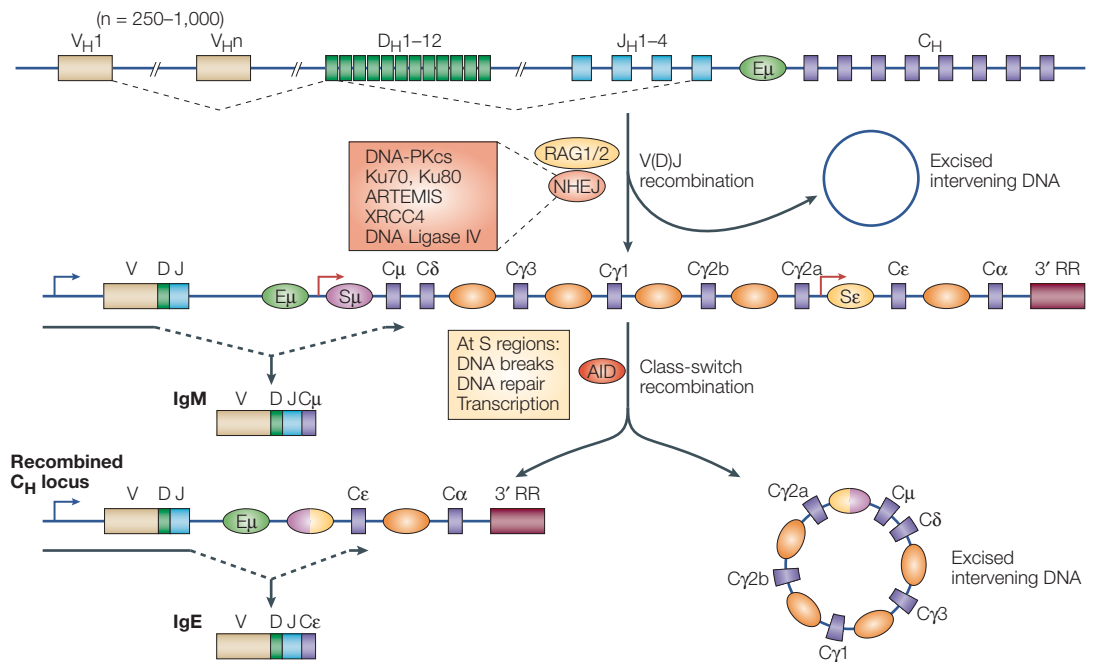 (n = 250–1,000)
VH1
VHn
DH1–12
JH1–4
Eμ
CH
DNA-PKcs
Ku70, Ku80
ARTEMIS
XRCC4
DNA Ligase IV
RAG1/2
NHEJ
V(D)J
recombination
Excised
intervening DNA
V D J Eμ Sμ Cμ Cδ Cγ3 Cγ1 Cγ2b Cγ2a Sε Cε Cα 3′ RR
At S regions:
DNA breaks
DNA repair
Transcription
AID
Class-switch
recombination
IgM
V D J Cμ
Recombined
CH locus
V D J Eμ Cε Cα 3′ RR
IgE
V D J Cε
Cγ2a
Cμ
Cδ
Cγ3
Cγ1
Cγ2b
Excised
intervening DNA